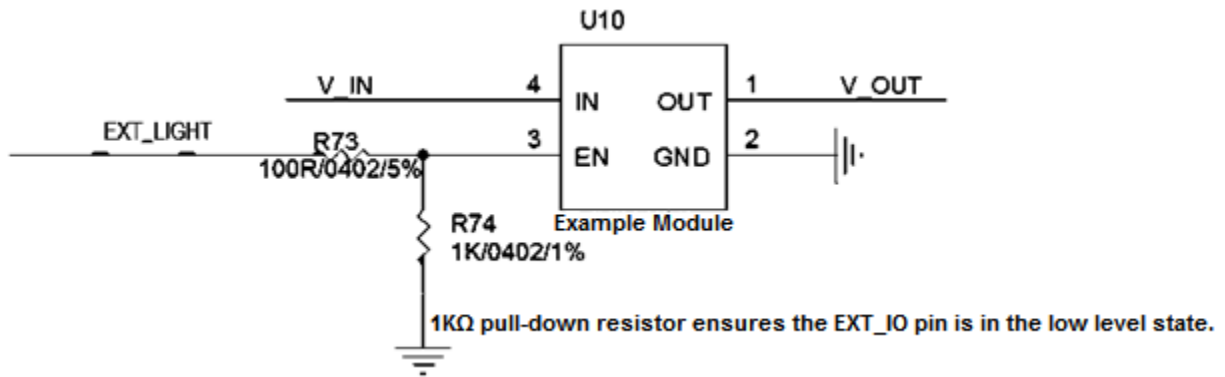 U10
V_IN
4
IN
OUT
1
V_OUT
EXT_LIGHT
R73
100R/0402/5%
3
EN
GND
2
Example Module
R74
1K/0402/1%
1KΩ pull-down resistor ensures the EXT_IO pin is in the low level state.